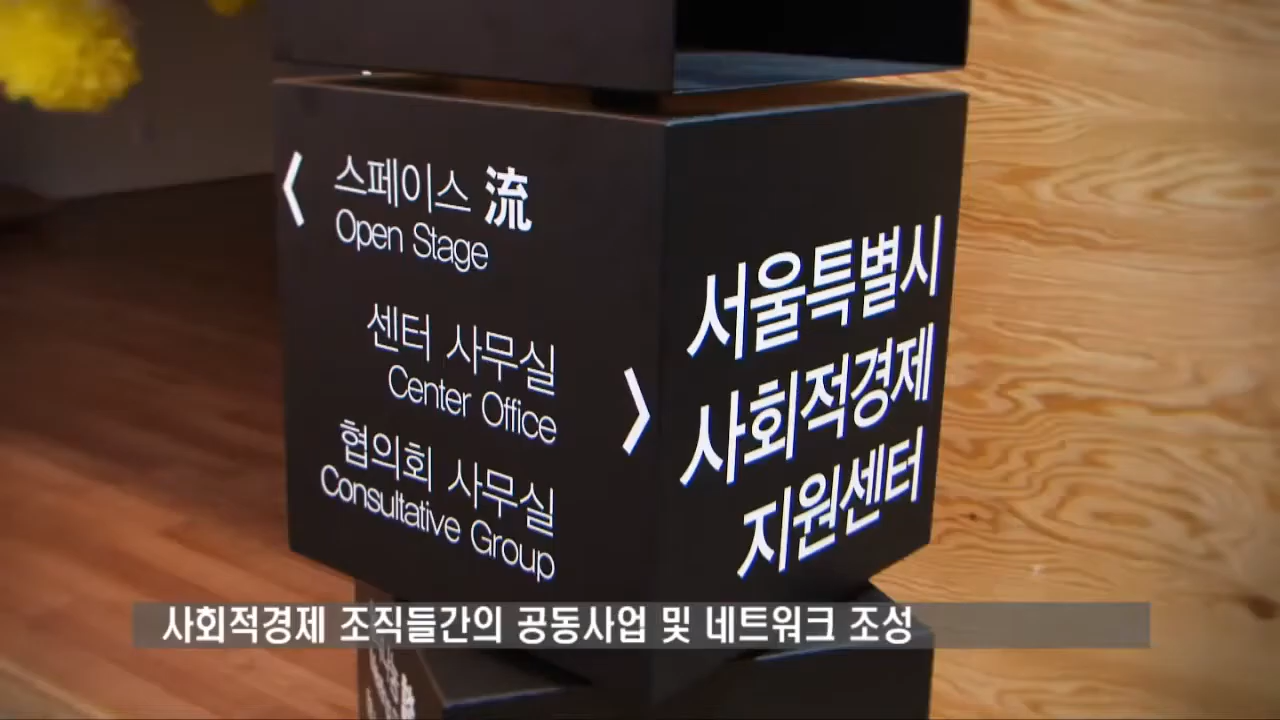 스페이스 流
Open Stage
센터 사무실
Center Office
협의회 사무실
Consultative Group
서울특별시
사회적경제
지원센터
사회적경제 조직들간의 공동사업 및 네트워크 조성